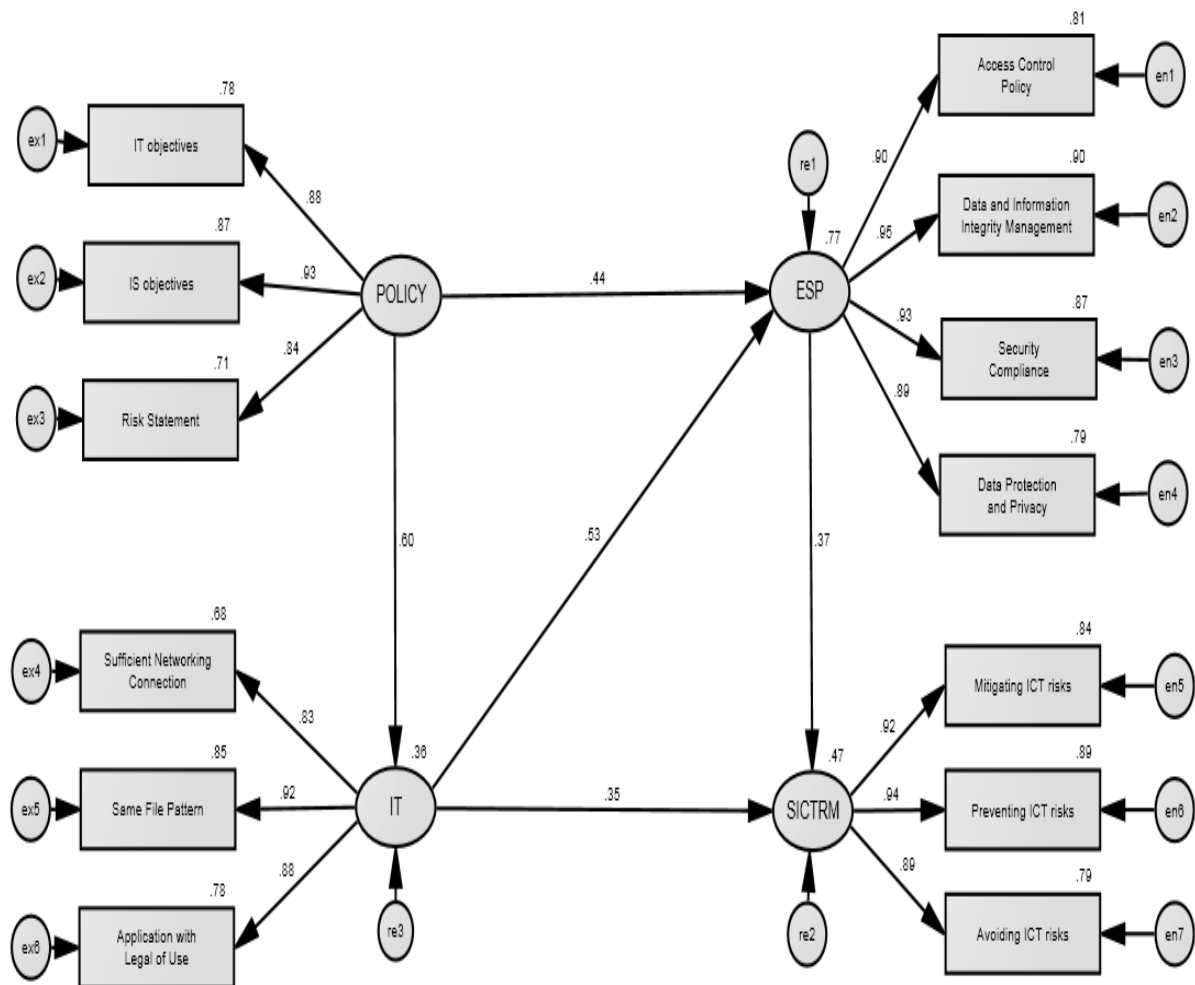 .81
Access Control
Policy
en1
.78
ex1
IT objectives
.88
.90
re1
.90
Data and Information
Integrity Management
en2
.87
ex2
IS objectives
.93
POLICY
.44
.77
ESP
.95
.87
.93
Security
Compliance
en3
.71
.84
ex3
Risk Statement
.89
.79
Data Protection
and Privacy
en4
.60
.53
.37
.68
ex4
Sufficient Networking
Connection
.83
.84
Mitigating ICT risks
en5
.92
.85
ex5
Same File Pattern
.92
.36
IT
.35
.47
SICTRM
.89
.94
Preventing ICT risks
en6
.78
.88
ex6
Application with
Legal of Use
re3
re2
.89
.79
Avoiding ICT risks
en7